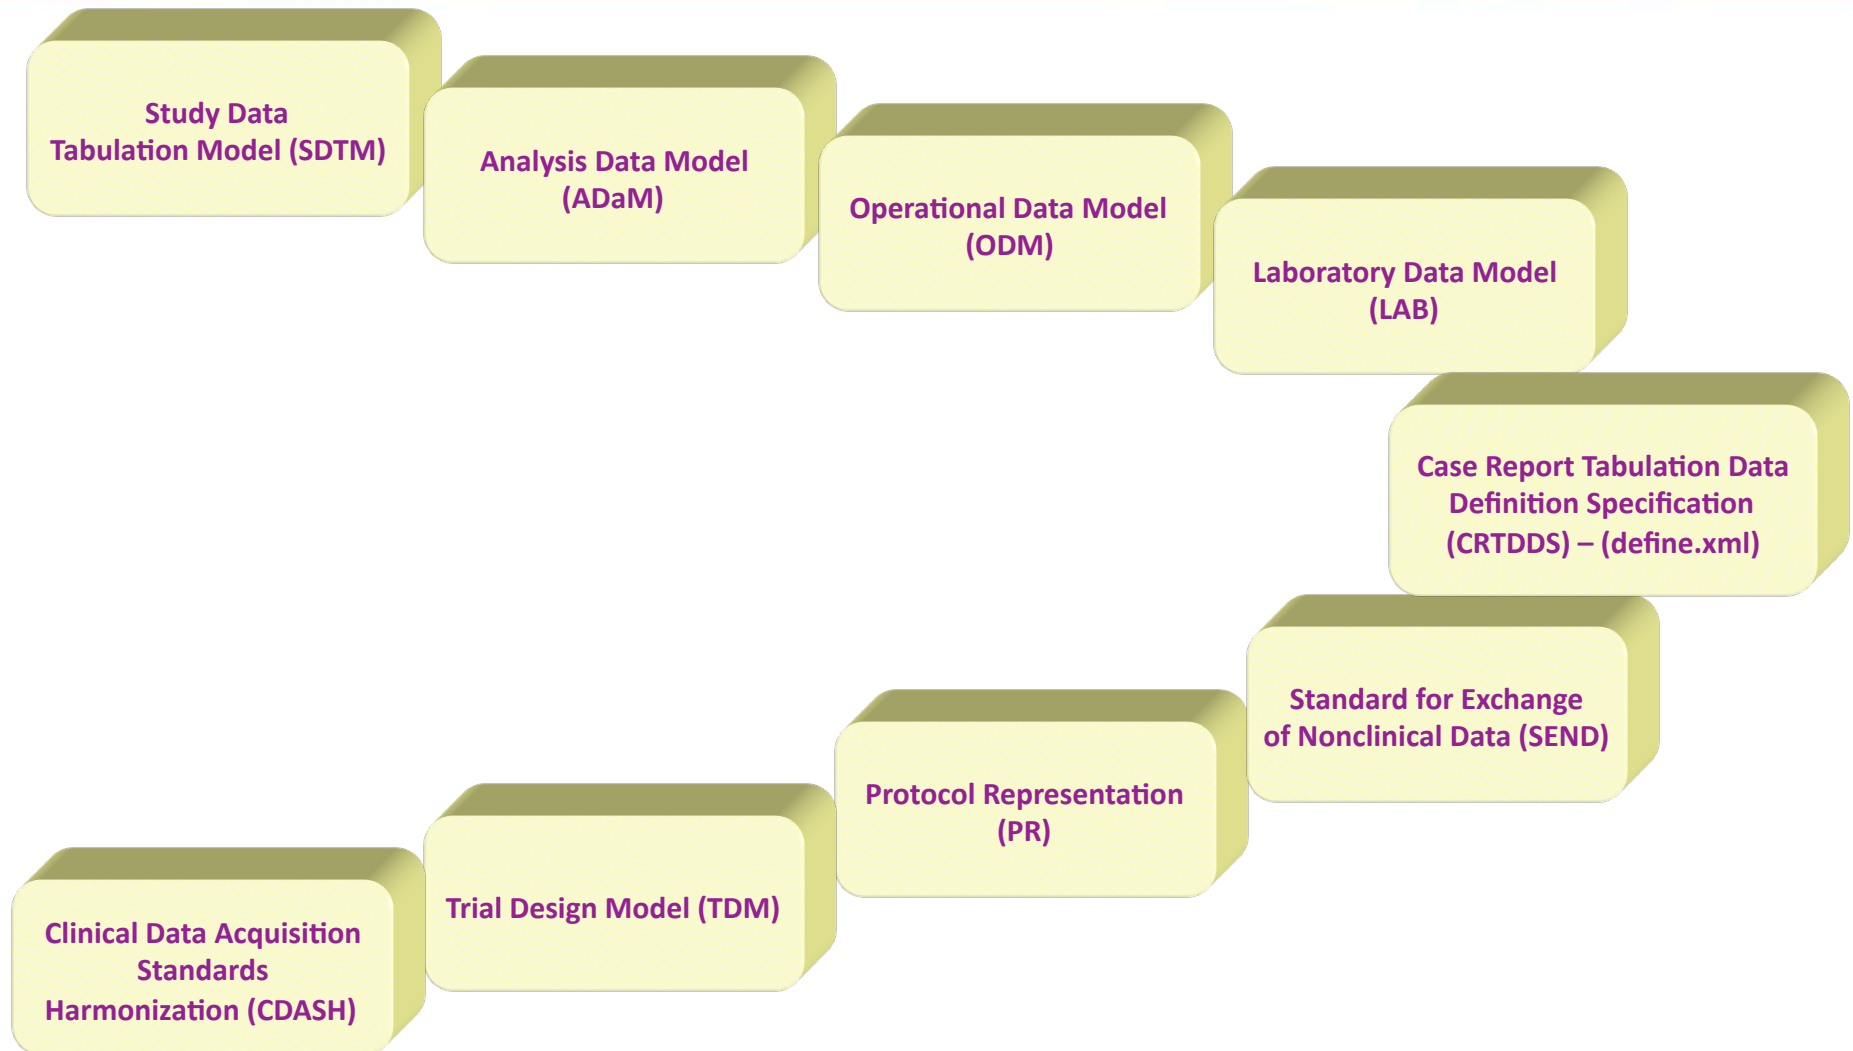 Study Data
Tabulation Model (SDTM)
Analysis Data Model
(ADaM)
Operational Data Model
(ODM)
Laboratory Data Model
(LAB)
Case Report Tabulation Data
Definition Specification
(CRTDDS) – (define.xml)
Standard for Exchange
of Nonclinical Data (SEND)
Protocol Representation
(PR)
Trial Design Model (TDM)
Clinical Data Acquisition
Standards
Harmonization (CDASH)